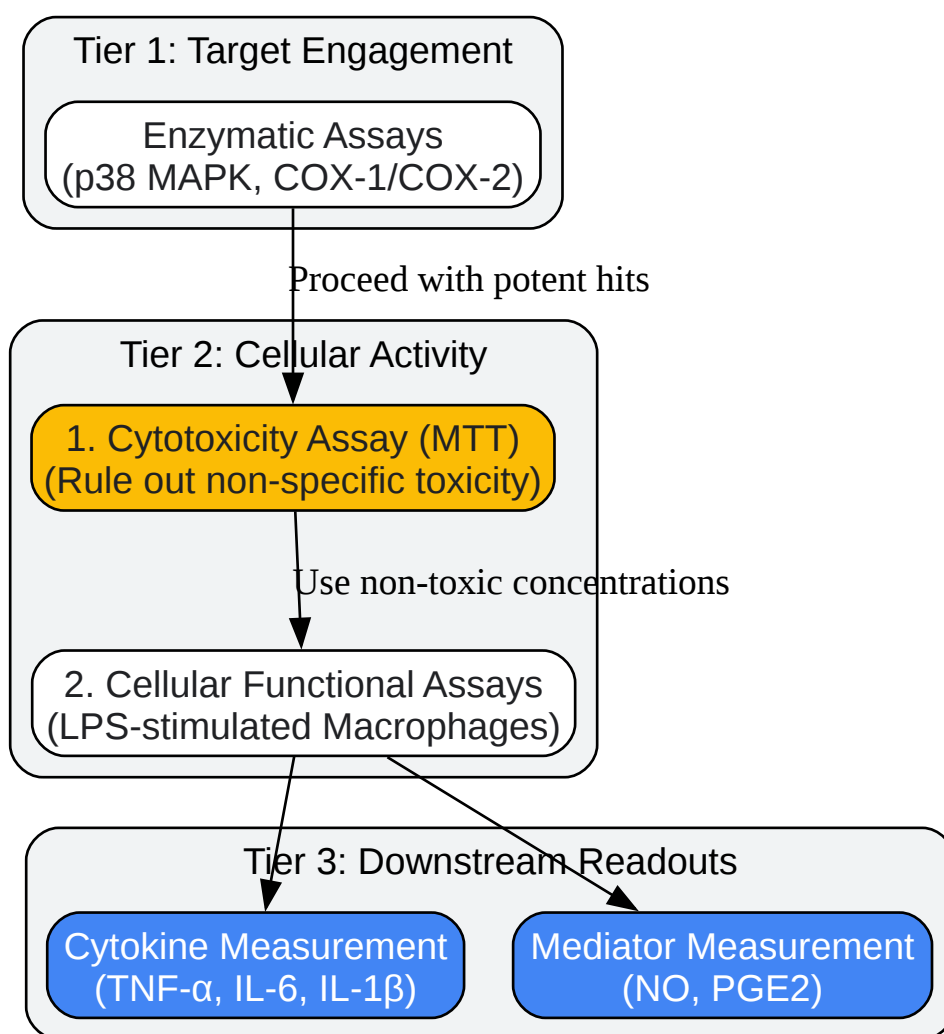 Tier 1: Target Engagement
Enzymatic Assays
(p38 MAPK, COX-1/COX-2)
Proceed with potent hits
Tier 2: Cellular Activity
1. Cytotoxicity Assay (MTT)
(Rule out non-specific toxicity)
Use non-toxic concentrations
2. Cellular Functional Assays
(LPS-stimulated Macrophages)
Tier 3: Downstream Readouts
Cytokine Measurement
(TNF-α, IL-6, IL-1β)
Mediator Measurement
(NO, PGE2)